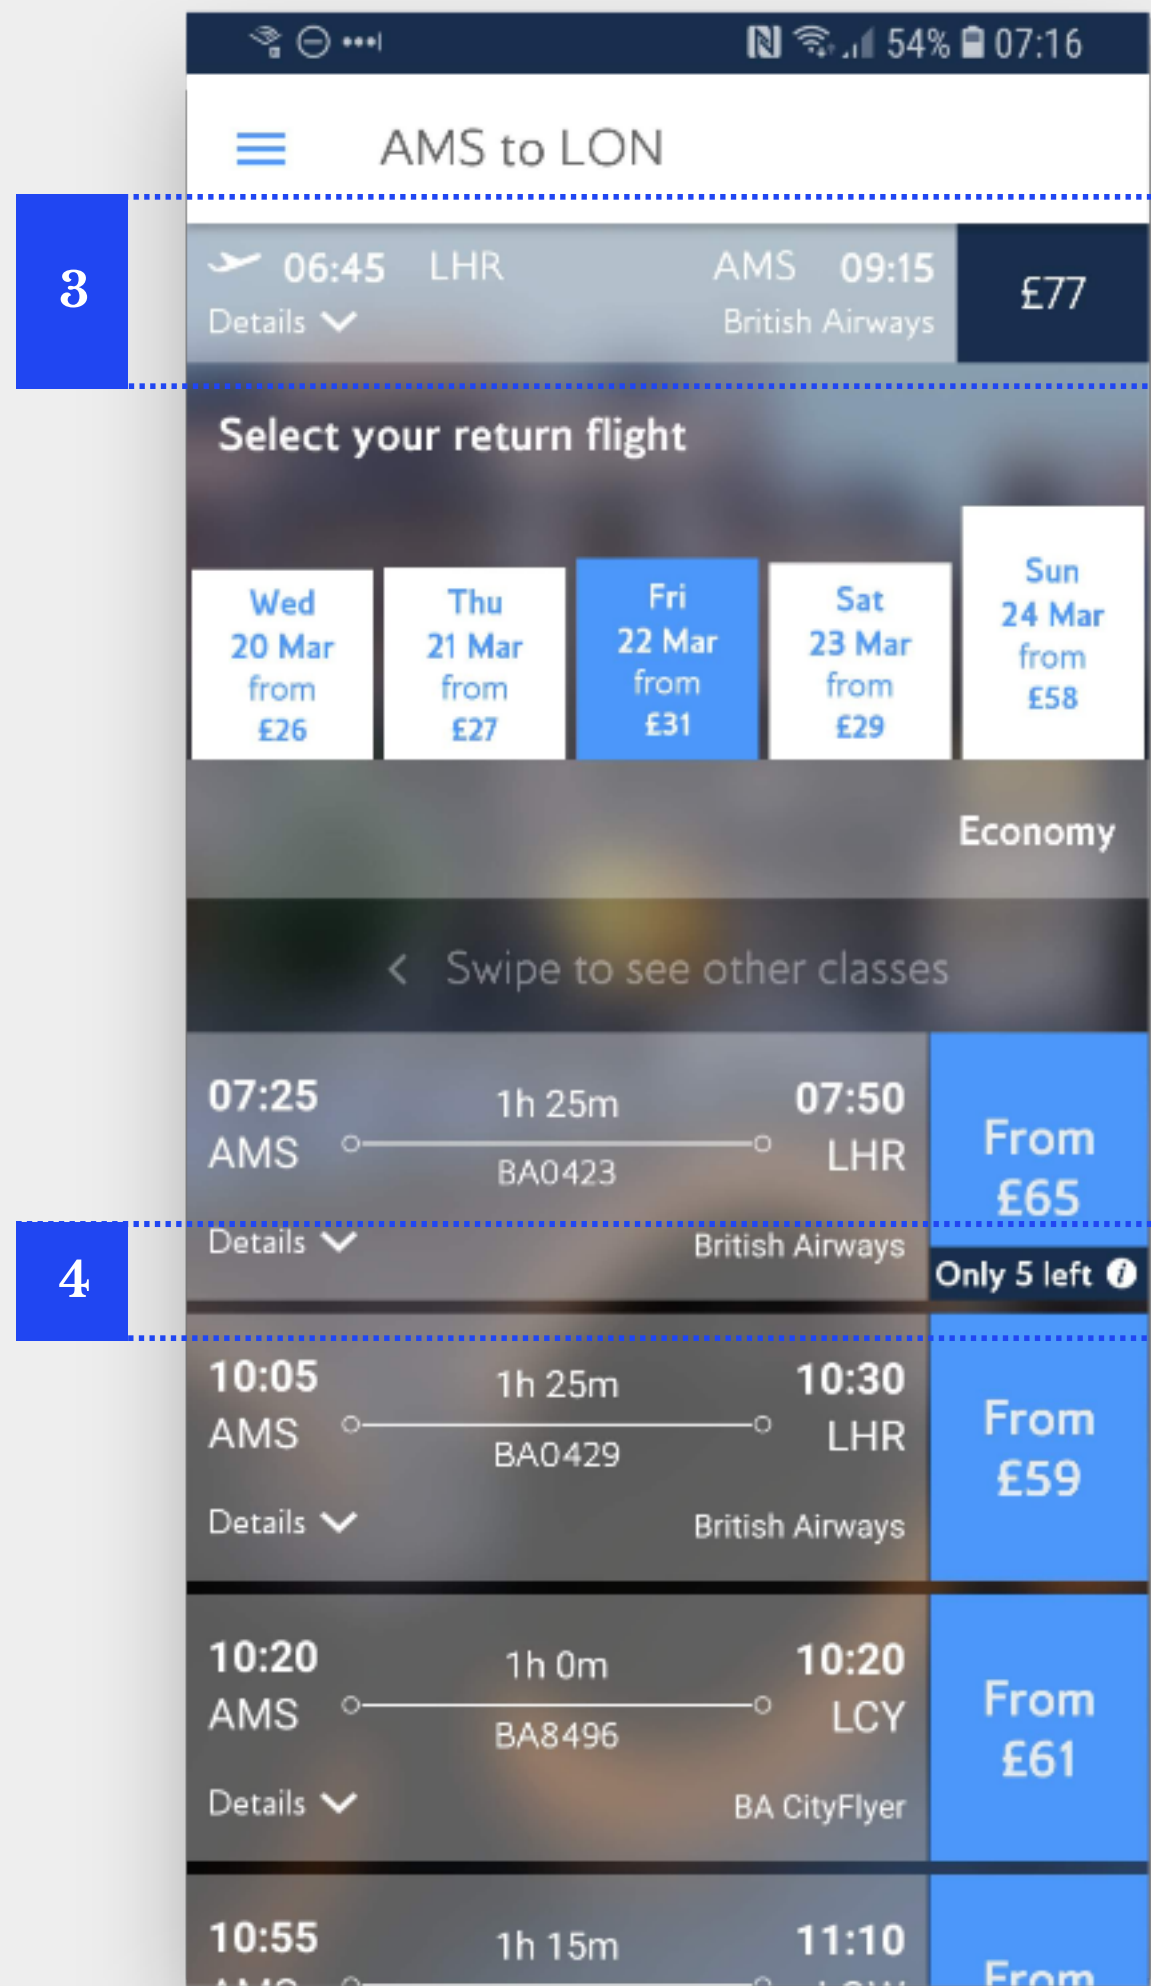 54% 07:16
AMS to LON
3
06:45 LHR AMS 09:15
Details British Airways
£77
Select your return flight
Wed
20 Mar
from
£26
Thu
21 Mar
from
£27
Fri
22 Mar
from
£31
Sat
23 Mar
from
£29
Sun
24 Mar
from
£58
Economy
< Swipe to see other classes
07:25 1h 25m 07:50
AMS BA0423 LHR
From
£65
4
Details British Airways
Only 5 left i
10:05 1h 25m 10:30
AMS BA0429 LHR
From
£59
Details British Airways
10:20 1h 0m 10:20
AMS BA8496 LCY
From
£61
Details BA CityFlyer
10:55 1h 15m 11:10
AMS LGW
From